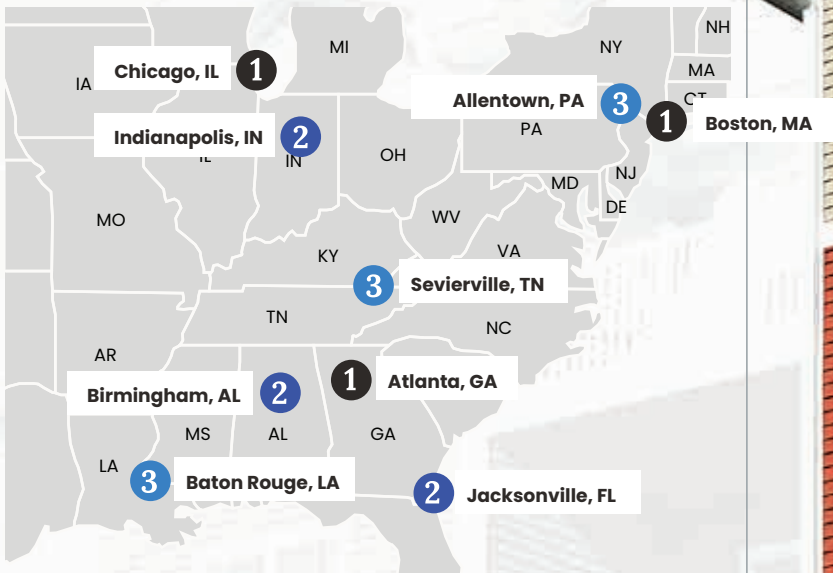 NH
MI
NY
Chicago, IL
1
MA
IA
Allentown, PA
3
CT
1
Boston, MA
Indianapolis, IN
2
PA
IL
IN
OH
NJ
MD
DE
MO
WV
KY
VA
3
Sevierville, TN
TN
NC
AR
1
Atlanta, GA
Birmingham, AL
2
MS
AL
GA
LA
3
Baton Rouge, LA
2
Jacksonville, FL